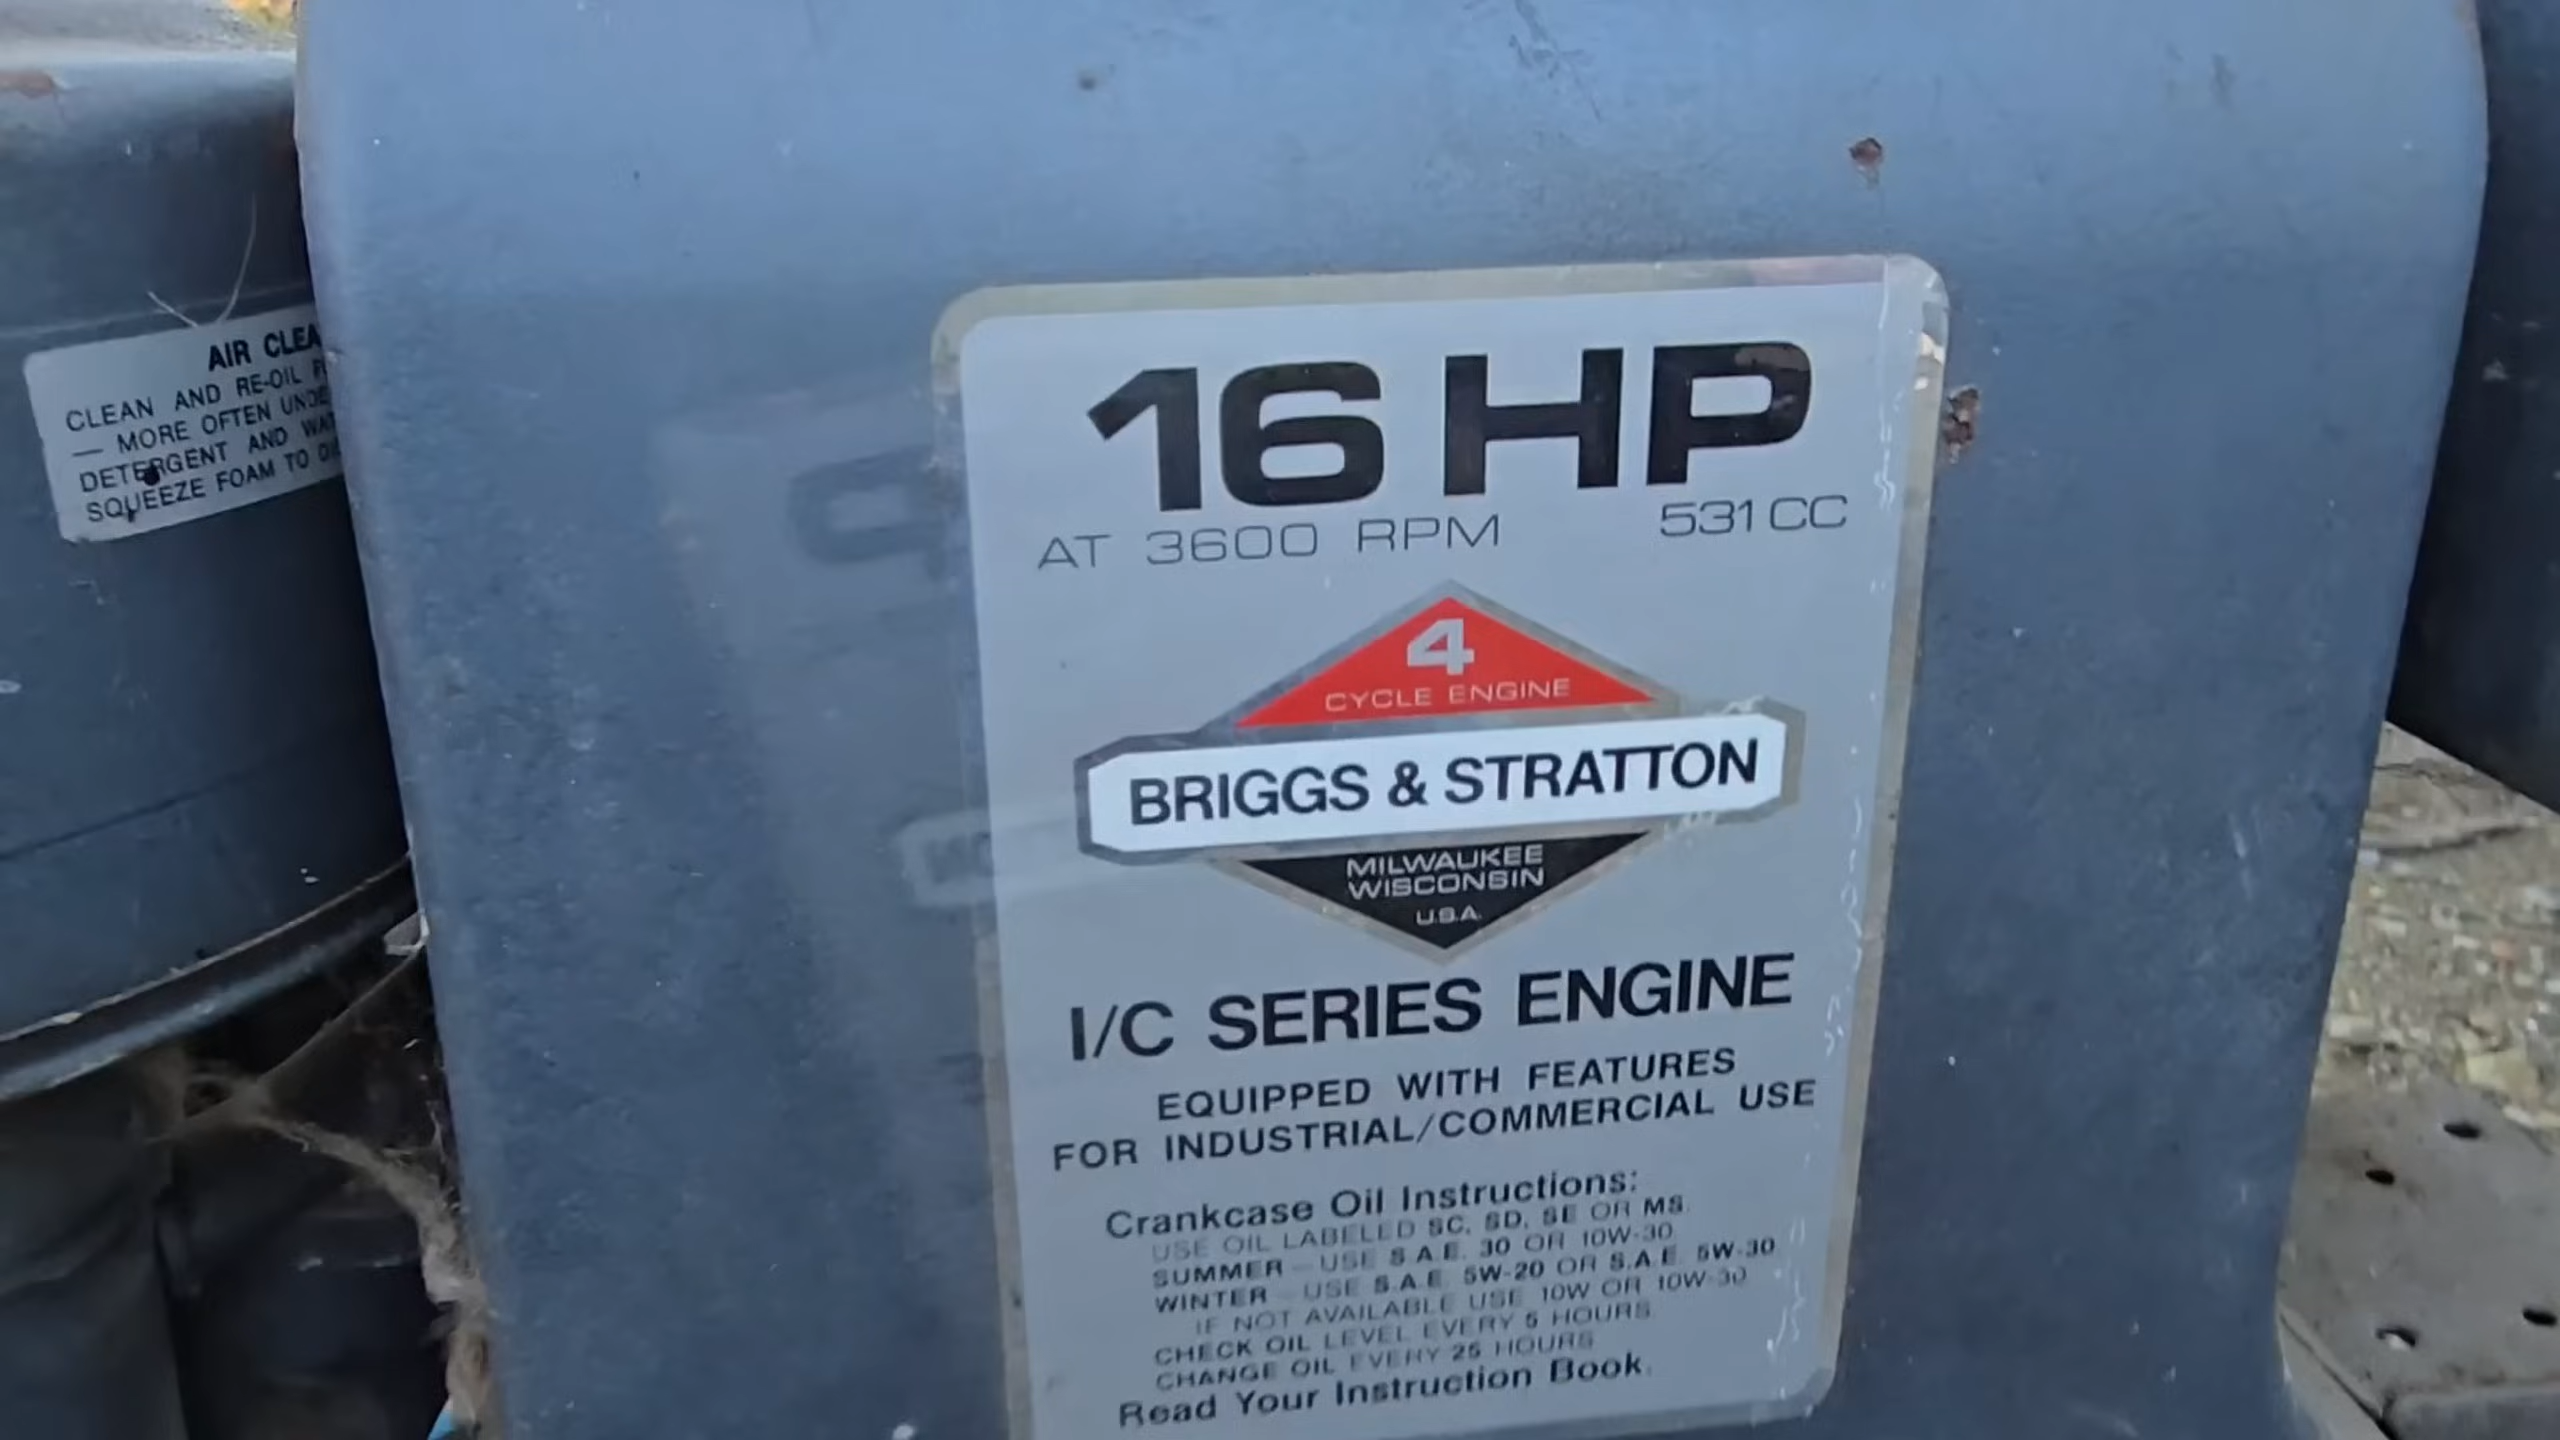 AIR CLEA
CLEAN AND RE-OIL
— MORE OFTEN UNDE
DETERGENT AND WAT
SQUEEZE FOAM TO
16 HP
AT 3600 RPM 531 CC
4
CYCLE ENGINE
BRIGGS & STRATTON
MILWAUKEE
WISCONSIN
U.S.A.
I/C SERIES ENGINE
EQUIPPED WITH FEATURES
FOR INDUSTRIAL/COMMERCIAL USE
Crankcase Oil Instructions:
USE OIL LABELED SC, SD, SE OR MS.
SUMMER – USE S.A.E. 30 OR 10W-30
WINTER – USE S.A.E. 5W-20 OR S.A.E. 5W-30
IF NOT AVAILABLE USE 10W OR 10W-30
CHECK OIL LEVEL EVERY 5 HOURS
CHANGE OIL EVERY 25 HOURS
Read Your Instruction Book.